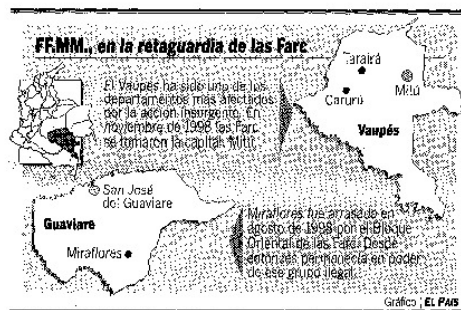 FF.MM., en la retaguardia de las Farc
El Vaupés ha sido uno de los
departamentos más afectados
por la acción insurgente. En
noviembre de 1998 las Farc
se tomaron la capital, Mitú.
Tarará
Carurú
Mitú
Vaupés
San José
del Guaviare
Guaviare
Miraflores
Miraflores fue arrasado en
agosto de 1998 por el Bloque
Oriental de las Farc. Desde
entonces permanecía en poder
de ese grupo ilegal.
Gráfico | EL PAIS